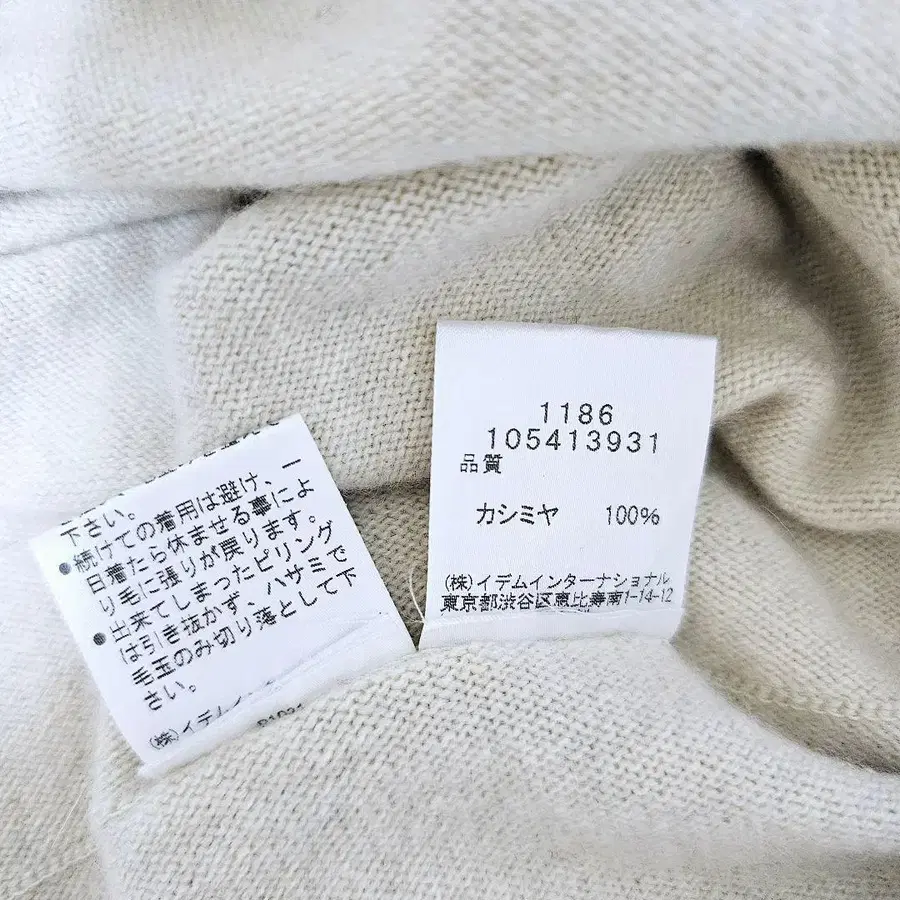 下さい。
●続けての着用は避け、一
日着たら休ませる事によ
り毛に張りが戻ります。
●出来てしまったピリング
は引き抜かず、ハサミで
毛玉のみ切り落として下
さい。
(株)イデムイン
1186
105413931
品質
カシミヤ 100%
(株)イデムインターナショナル
東京都渋谷区恵比寿南1-14-12